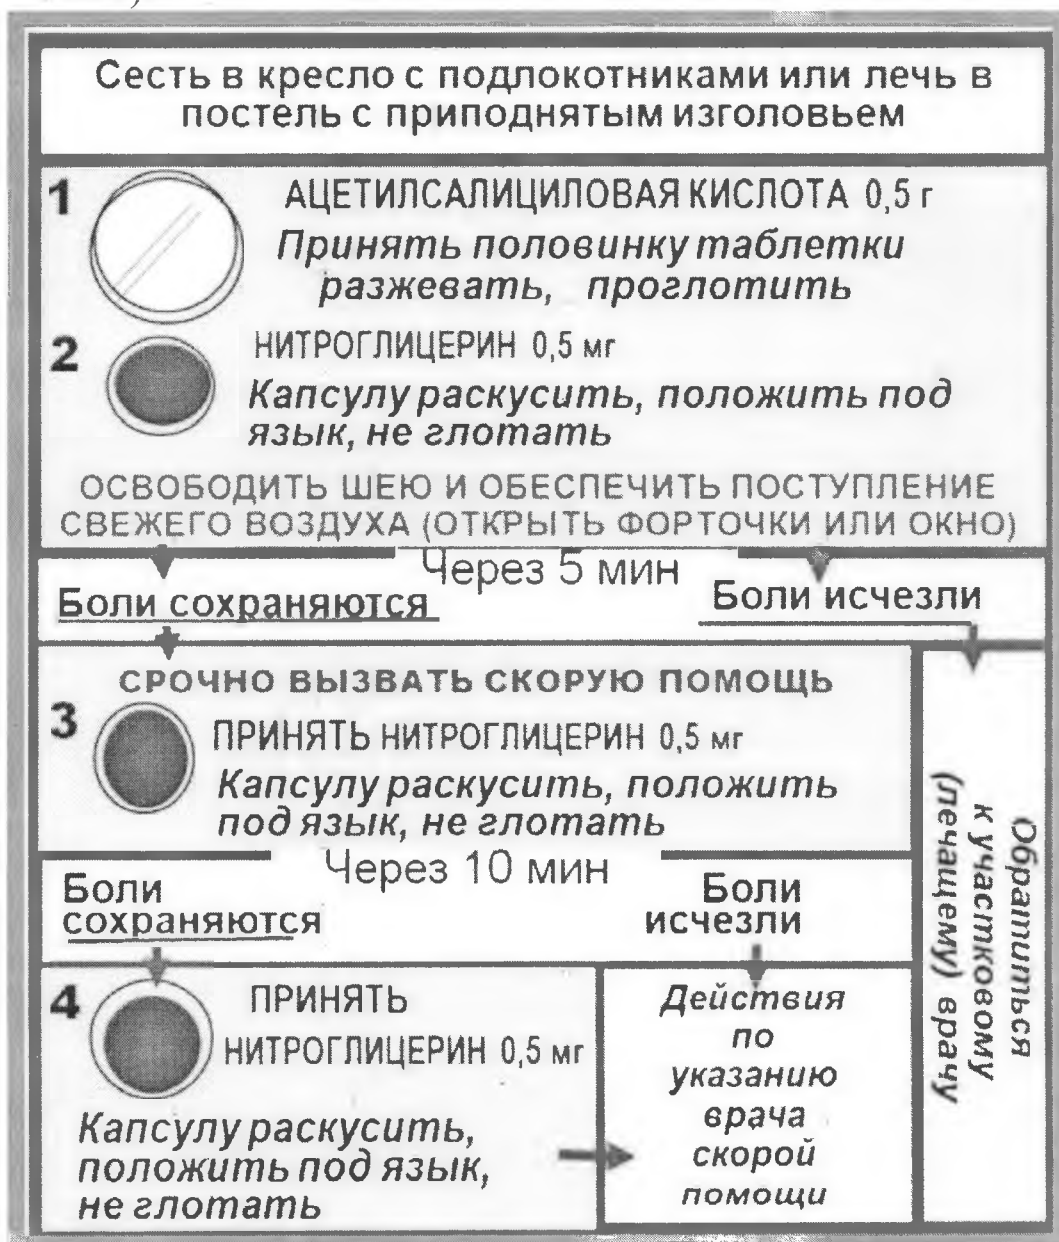 Сесть в кресло с подлокотниками или лечь в
постель с приподнятым изголовьем
1
АЦЕТИЛСАЛИЦИЛОВАЯ КИСЛОТА 0,5 г
Принять половинку таблетки
разжевать, проглотить
2
НИТРОГЛИЦЕРИН 0,5 мг
Капсулу раскусить, положить под
язык, не глотать
ОСВОБОДИТЬ ШЕЮ И ОБЕСПЕЧИТЬ ПОСТУПЛЕНИЕ
СВЕЖЕГО ВОЗДУХА (ОТКРЫТЬ ФОРТОЧКИ ИЛИ ОКНО)
Через 5 мин
Боли сохраняются
Боли исчезли
СРОЧНО ВЫЗВАТЬ СКОРУЮ ПОМОЩЬ
3
ПРИНЯТЬ НИТРОГЛИЦЕРИН 0,5 мг
Капсулу раскусить, положить
под язык, не глотать
Через 10 мин
Боли
сохраняются
Боли
исчезли
4
ПРИНЯТЬ
НИТРОГЛИЦЕРИН 0,5 мг
Капсулу раскусить,
положить под язык,
не глотать
Действия
по
указанию
врача
скорой
помощи
Обратиться
к участковому
(лечащему) врачу